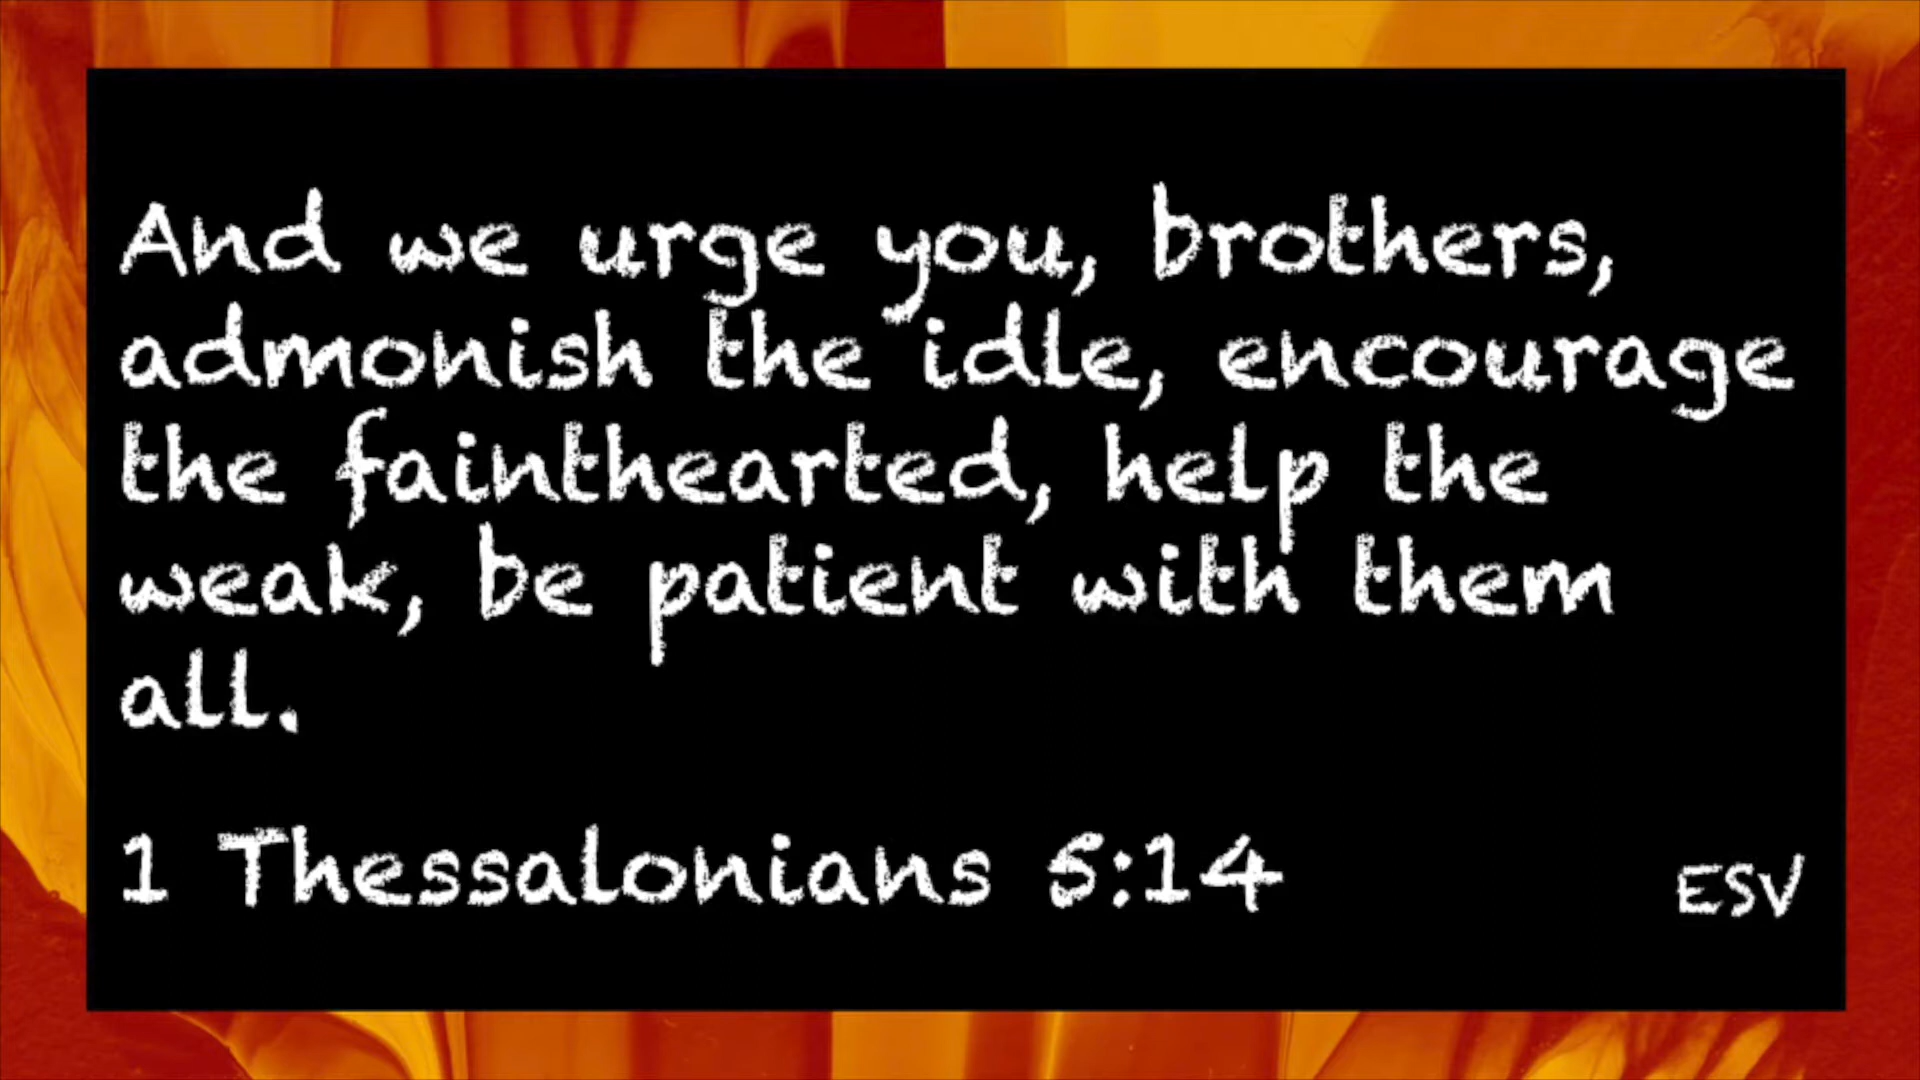 And we urge you, brothers,
admonish the idle, encourage
the fainthearted, help the
weak, be patient with them
all.
1 Thessalonians 5:14
ESV